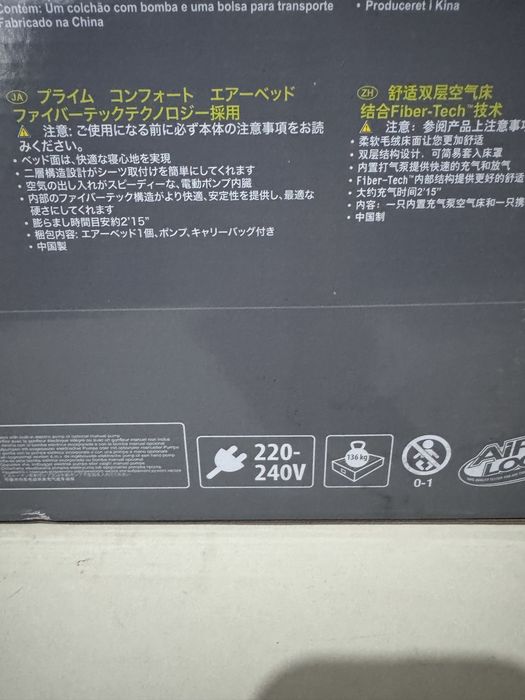 Contém: Um colchão com bomba e uma bolsa para transporte
Fabricado na China
• Produceret i Kina
JA プライム コンフォート エアーベッド
ファイバーテックテクノロジー採用
注意: ご使用になる前に必ず本体の注意事項をお読
みください。
• ベッド面は、快適な寝心地を実現
• 二層構造設計がシーツ取付けを簡単にしてくれます
• 空気の出し入れがスピーディーな、電動ポンプ内臓
• 内部のファイバーテック構造がより快適、安定性を提供し、最適な
硬さにしてくれます
• 膨らまし時間目安約2'15"
• 梱包内容: エアーベッド1個、ポンプ、キャリーバッグ付き
• 中国製
ZH 舒适双层空气床
结合Fiber-Tech™技术
注意: 参阅产品上注意事
• 柔软毛绒床面让您更加舒适
• 双层结构设计，可简易套入床罩
• 内置打气泵提供快速的充气和放气
• Fiber-Tech™内部结构提供更好的舒适
• 大约充气时间2'15"
• 内容: 一只内置充气泵空气床和一只携
• 中国制
220-
240V
136 kg
0-1